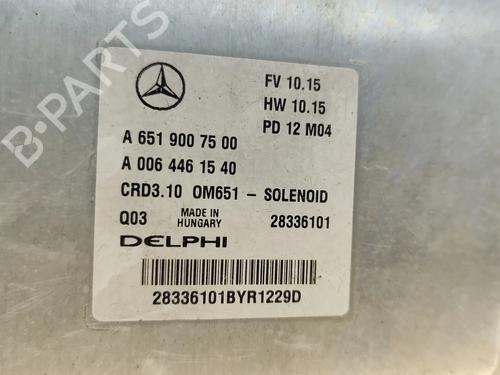 FV 10.15
HW 10.15
PD 12 M04
A 651 900 75 00
A 006 446 15 40
CRD3.10 OM651 - SOLENOID
Q03 MADE IN HUNGARY 28336101
DELPHI
28336101BYR1229D